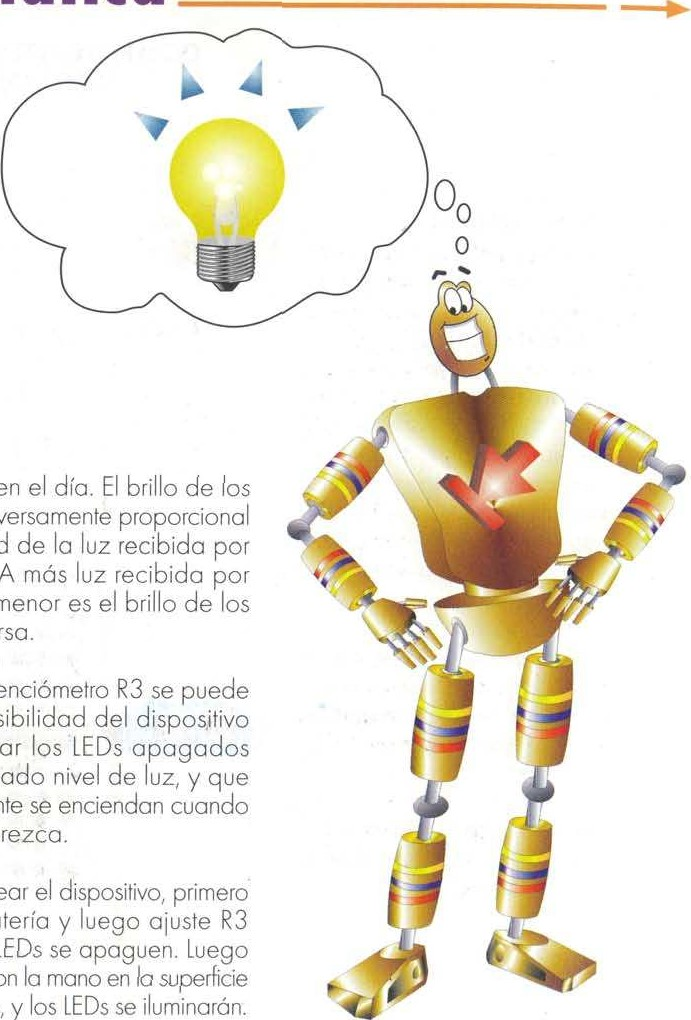 en el día. El brillo de los
versamente proporcional
d de la luz recibida por
A más luz recibida por
menor es el brillo de los
rsa.
enciómetro R3 se puede
sibilidad del dispositivo
ar los LEDs apagados
ado nivel de luz, y que
nte se enciendan cuando
rezca.
ear el dispositivo, primero
atería y luego ajuste R3
LEDs se apaguen. Luego
on la mano en la superficie
, y los LEDs se iluminarán.